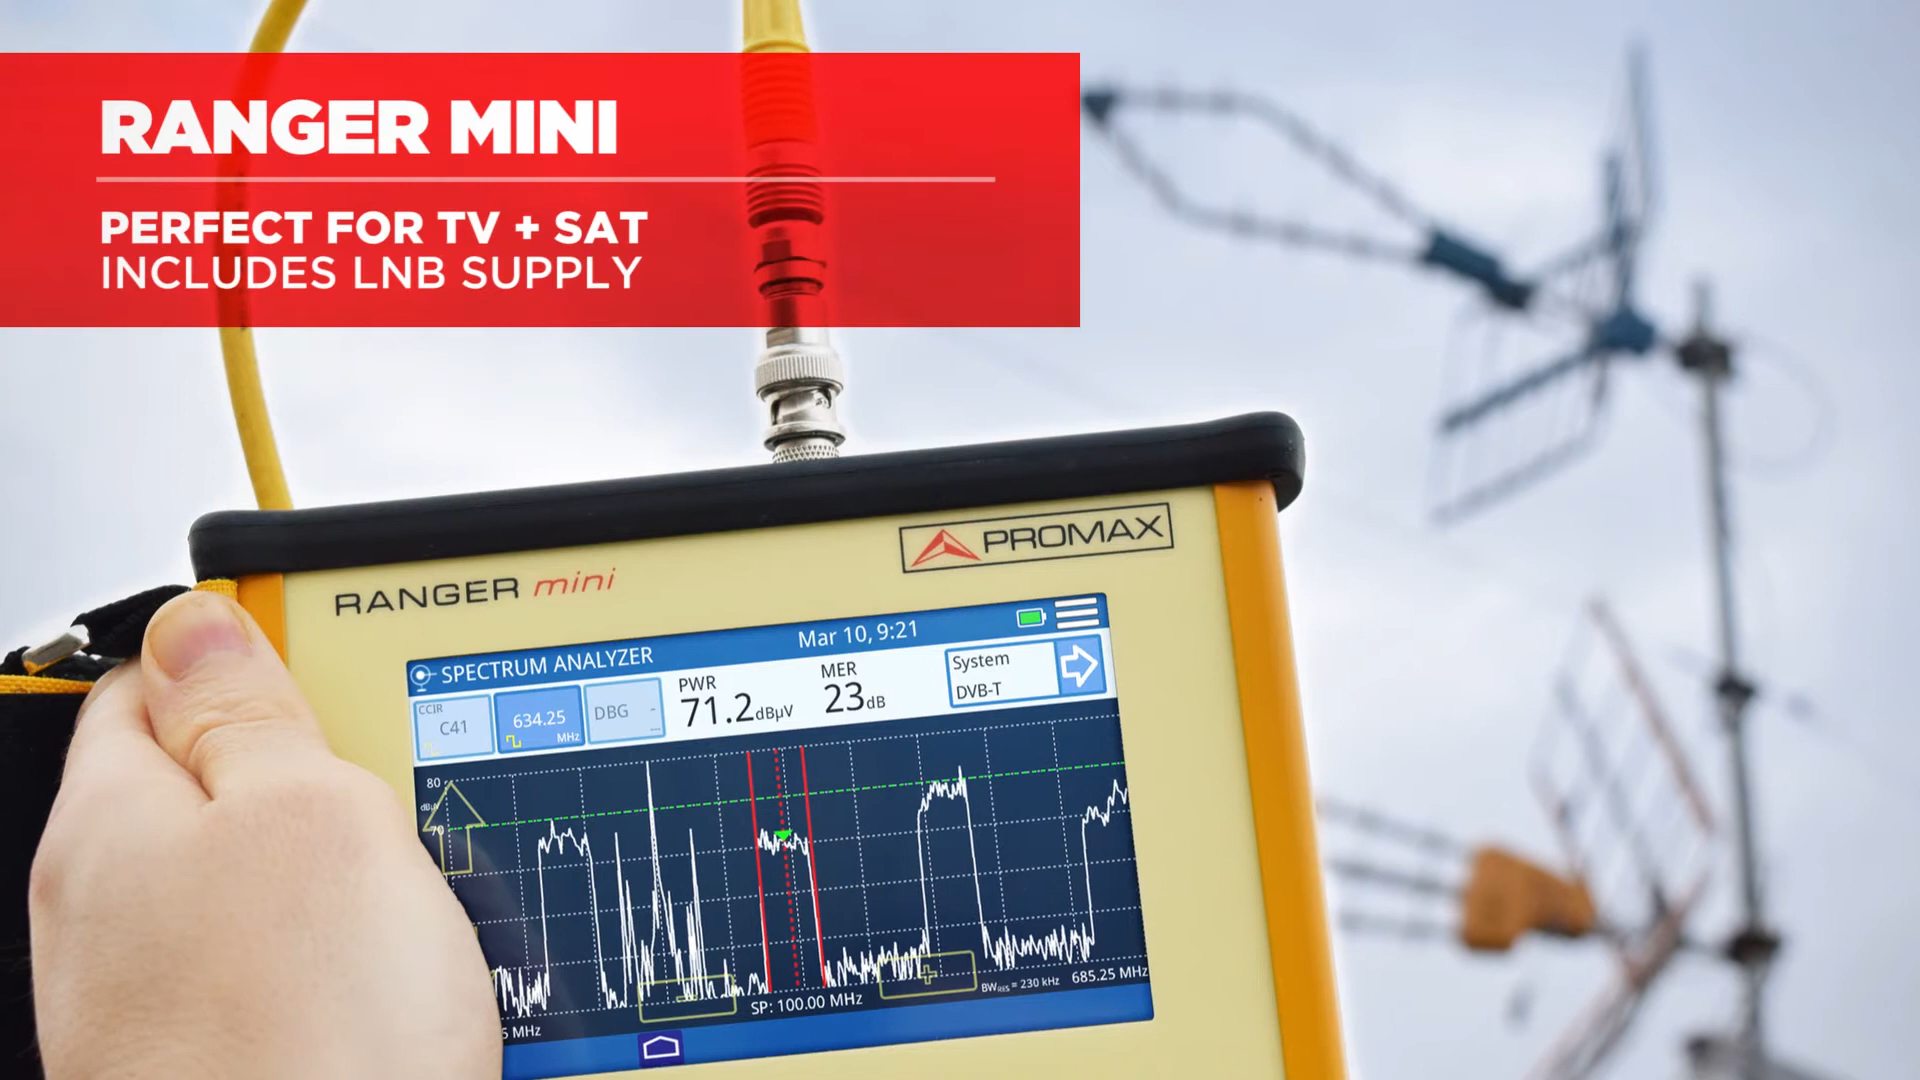 RANGER MINI
PERFECT FOR TV + SAT
INCLUDES LNB SUPPLY
PROMAX
RANGER mini
Mar 10, 9:21
SPECTRUM ANALYZER
CCIR
C41
634.25
MHz
DBG -
PWR
71.2dBµV
MER
23dB
System
DVB-T
80
dBµV
70
SP: 100.00 MHz
BWRES = 230 kHz
685.25 MHz
MHz